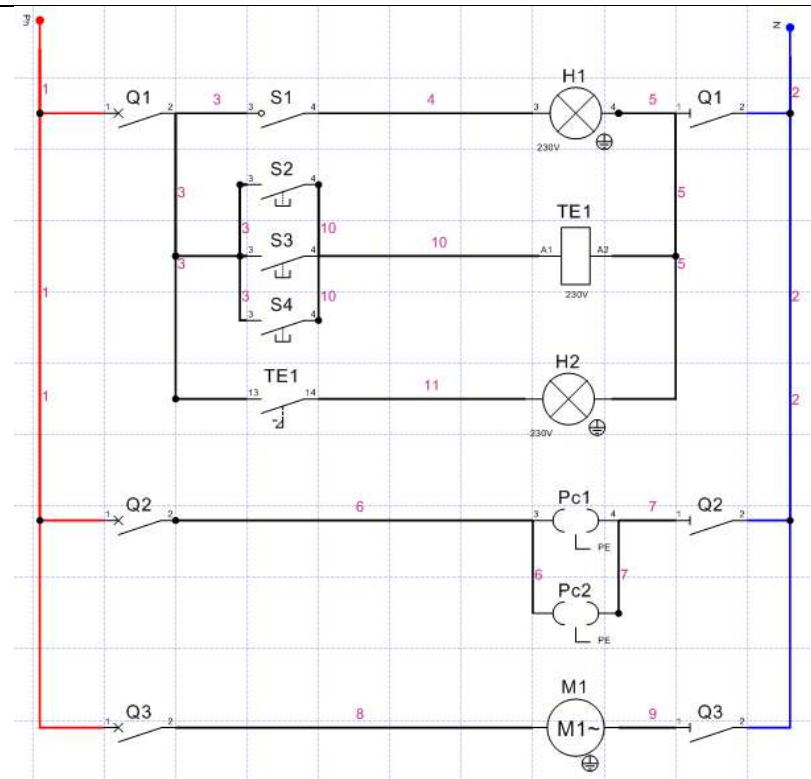 Ph N
1 2
Q1 3 S1 4 H1 5 Q1
1 2 3 4 3 4 1 2
230V
S2
3 4
3 3 10 5
S3 TE1
3 3 4 10 A1 A2 5
230V
1 3 S4 10 2
3 4
TE1 11 H2
1 13 14 2
230V
Q2 6 Pc1 7 Q2
1 2 3 4 1 2
PE
6 7
Pc2
PE
M1
Q3 8 9 Q3
1 2 M1~ 1 2